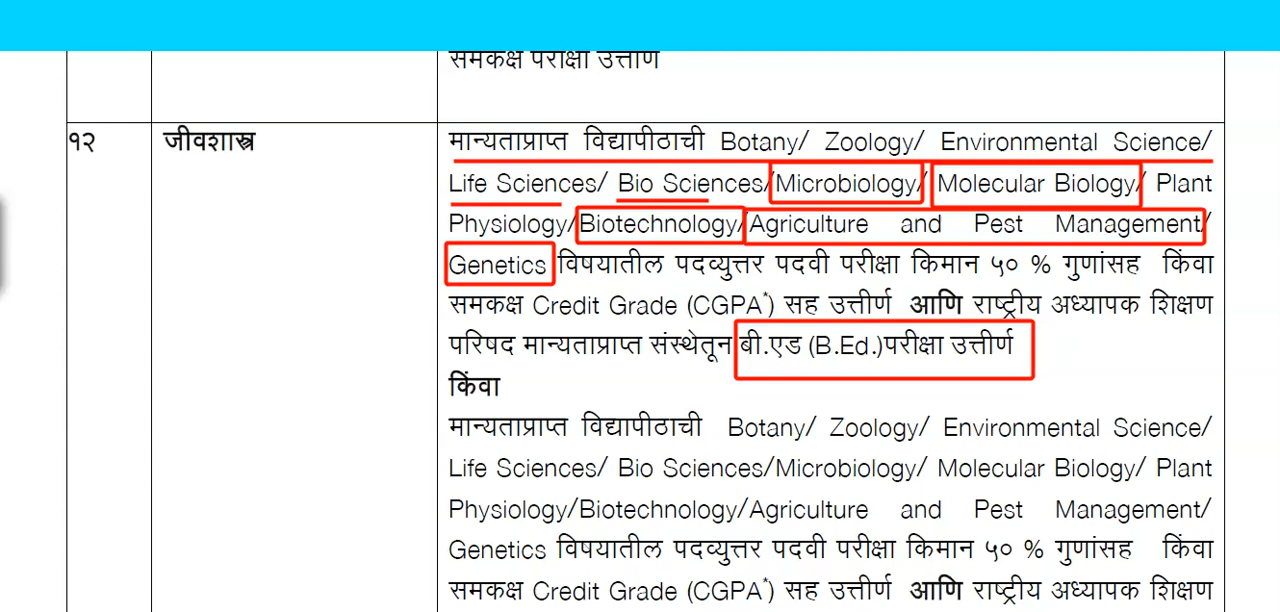 समकक्ष परीक्षा उत्तीर्ण
१२
जीवशास्त्र
मान्यताप्राप्त विद्यापीठाची Botany/ Zoology/ Environmental Science/
Life Sciences/ Bio Sciences/Microbiology/ Molecular Biology/ Plant
Physiology/Biotechnology/Agriculture and Pest Management/
Genetics विषयातील पदव्युत्तर पदवी परीक्षा किमान ५० % गुणांसह किंवा
समकक्ष Credit Grade (CGPA*) सह उत्तीर्ण आणि राष्ट्रीय अध्यापक शिक्षण
परिषद मान्यताप्राप्त संस्थेतून बी.एड (B.Ed.)परीक्षा उत्तीर्ण
किंवा
मान्यताप्राप्त विद्यापीठाची Botany/ Zoology/ Environmental Science/
Life Sciences/ Bio Sciences/Microbiology/ Molecular Biology/ Plant
Physiology/Biotechnology/Agriculture and Pest Management/
Genetics विषयातील पदव्युत्तर पदवी परीक्षा किमान ५० % गुणांसह किंवा
समकक्ष Credit Grade (CGPA*) सह उत्तीर्ण आणि राष्ट्रीय अध्यापक शिक्षण